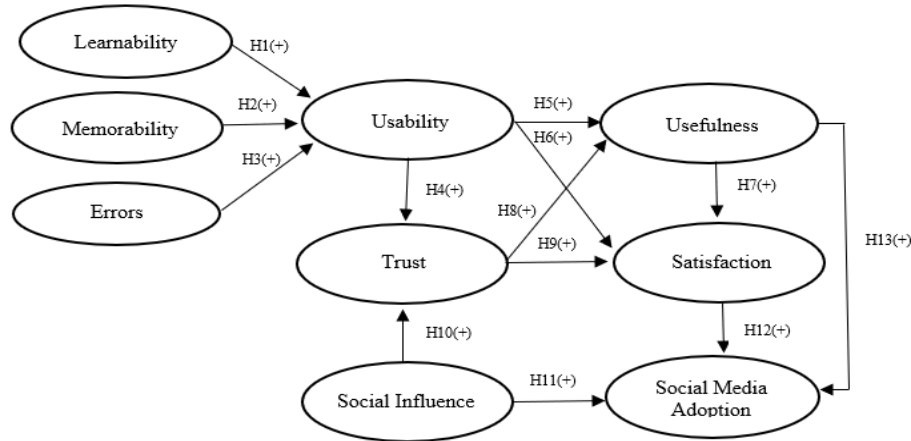 Learnability
H1(+)
Memorability
H2(+)
Usability
H5(+)
Usefulness
H6(+)
H3(+)
Errors
H4(+)
H7(+)
H8(+)
H13(+)
Trust
H9(+)
Satisfaction
H10(+)
H12(+)
Social Influence
H11(+)
Social Media
Adoption